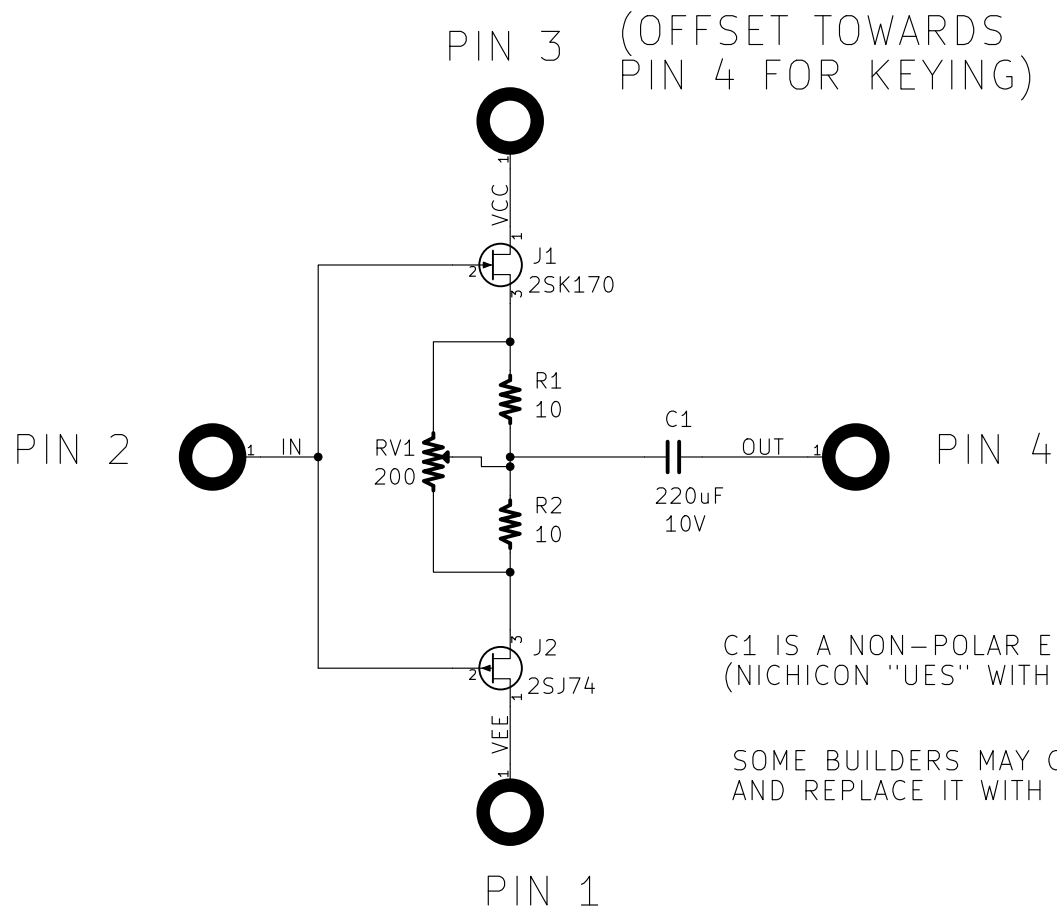 PIN 3
(OFFSET TOWARDS
PIN 4 FOR KEYING)
1
VCC
1
J1
2
2SK170
3
R1
10
C1
PIN 2
1
IN
RV1
200
OUT
1
PIN 4
220uF
10V
R2
10
3
J2
2
2SJ74
1
C1 IS A NON-POLAR E
(NICHICON "UES" WITH
VEE
1
SOME BUILDERS MAY
AND REPLACE IT WITH
PIN 1